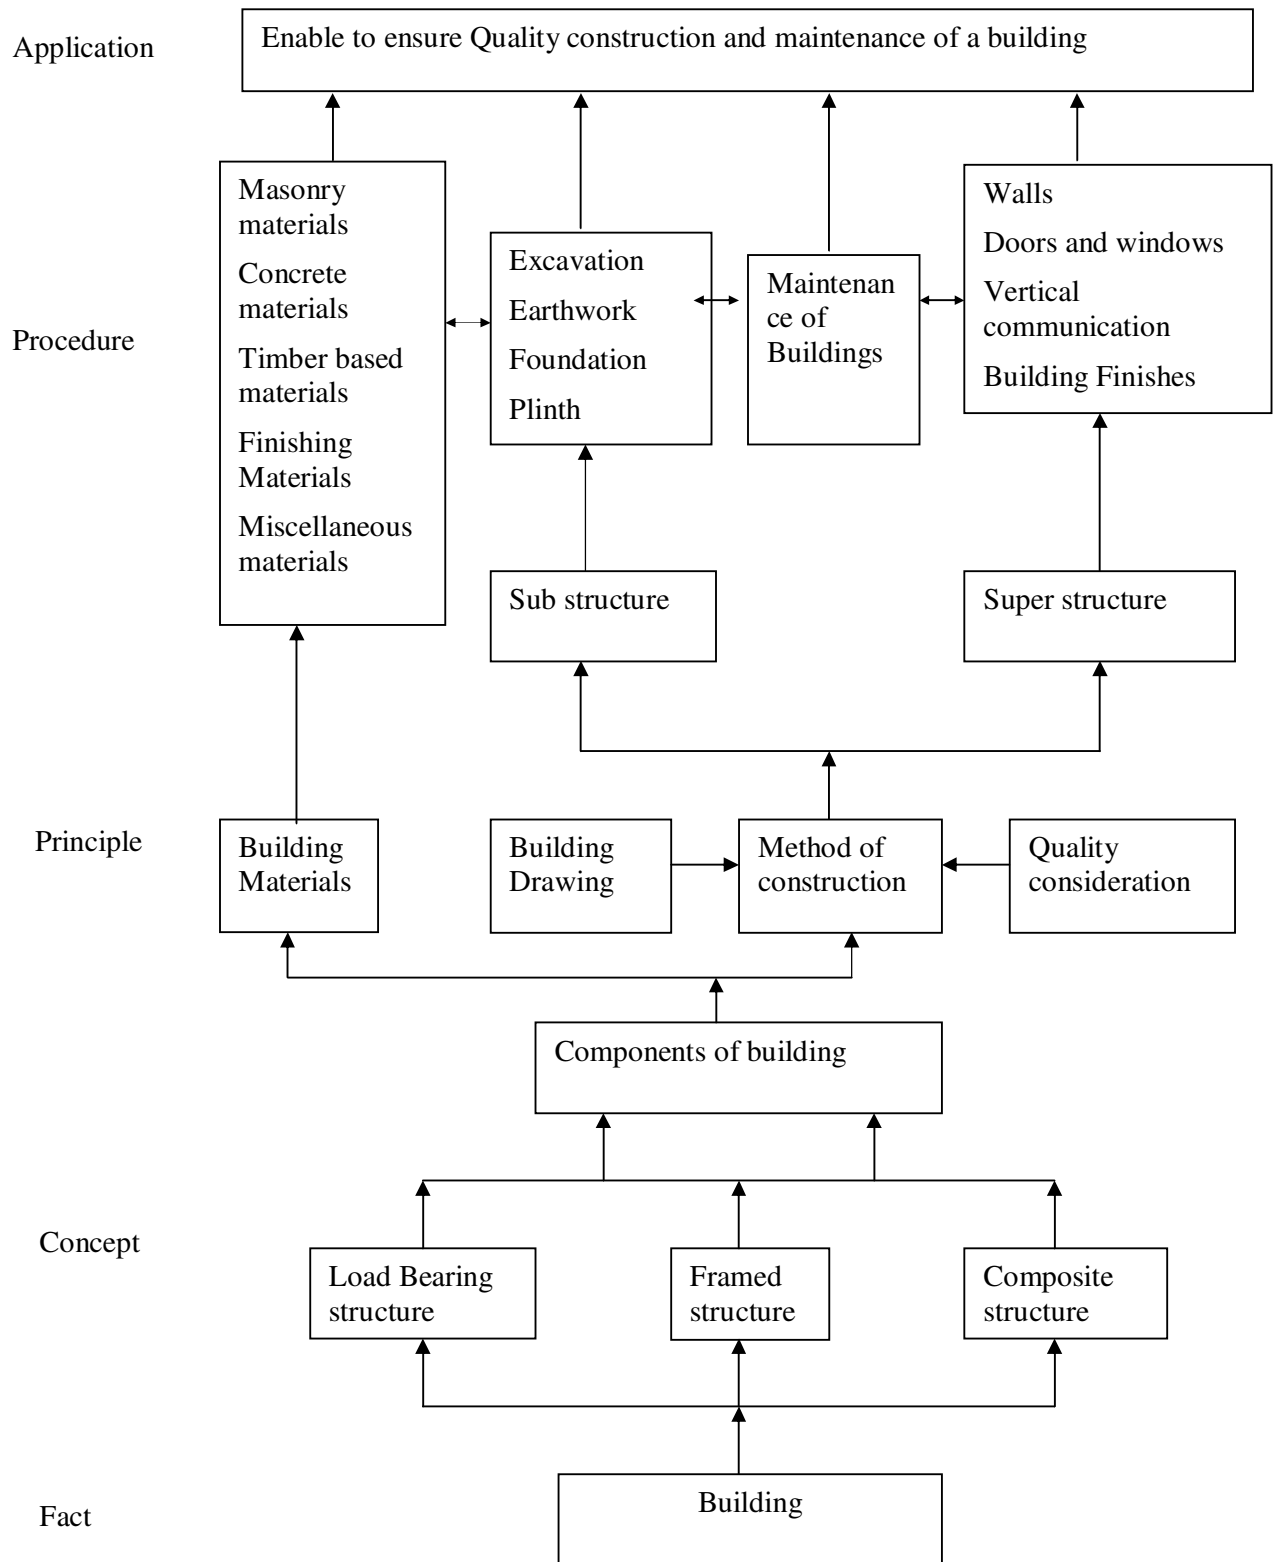 Application
Enable to ensure Quality construction and maintenance of a building
Procedure
Masonry
materials
Concrete
materials
Timber based
materials
Finishing
Materials
Miscellaneous
materials
Excavation
Earthwork
Foundation
Plinth
Maintenan
ce of
Buildings
Walls
Doors and windows
Vertical
communication
Building Finishes
Sub structure
Super structure
Principle
Building
Materials
Building
Drawing
Method of
construction
Quality
consideration
Components of building
Concept
Load Bearing
structure
Framed
structure
Composite
structure
Fact
Building